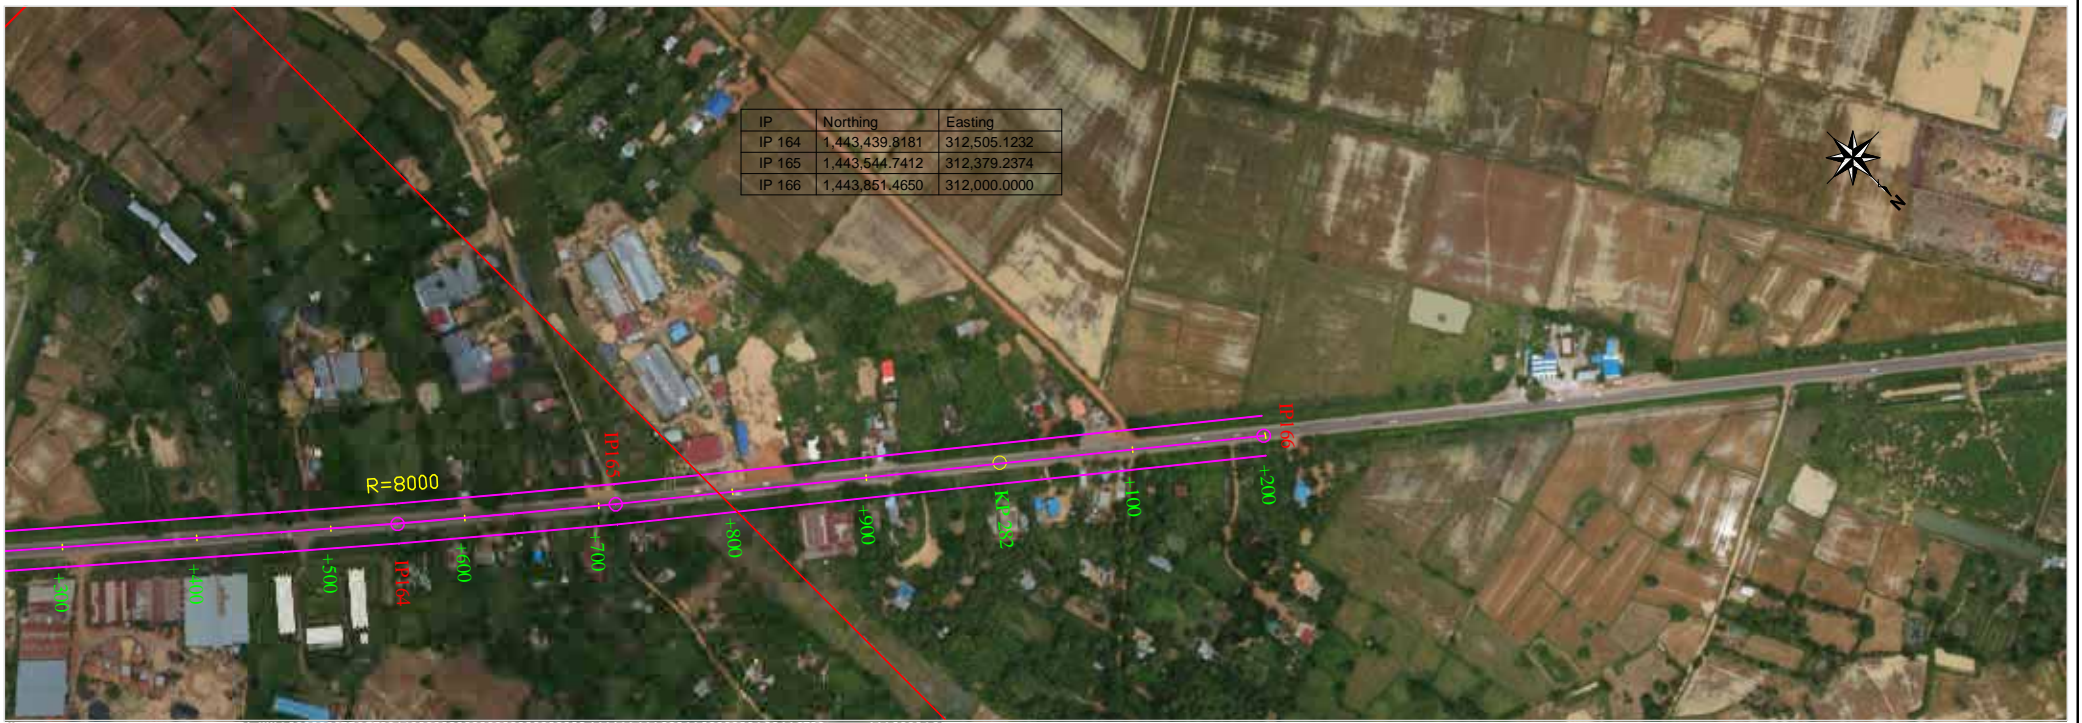 IP Northing Easting
IP 164 1,443,439.8181 312,505.1232
IP 165 1,443,544.7412 312,379.2374
IP 166 1,443,851.4650 312,000.0000
N
R=8000
IP165
IP166
+300
+400
+500
IP164
+600
+700
+800
+900
KP 282
+100
+200